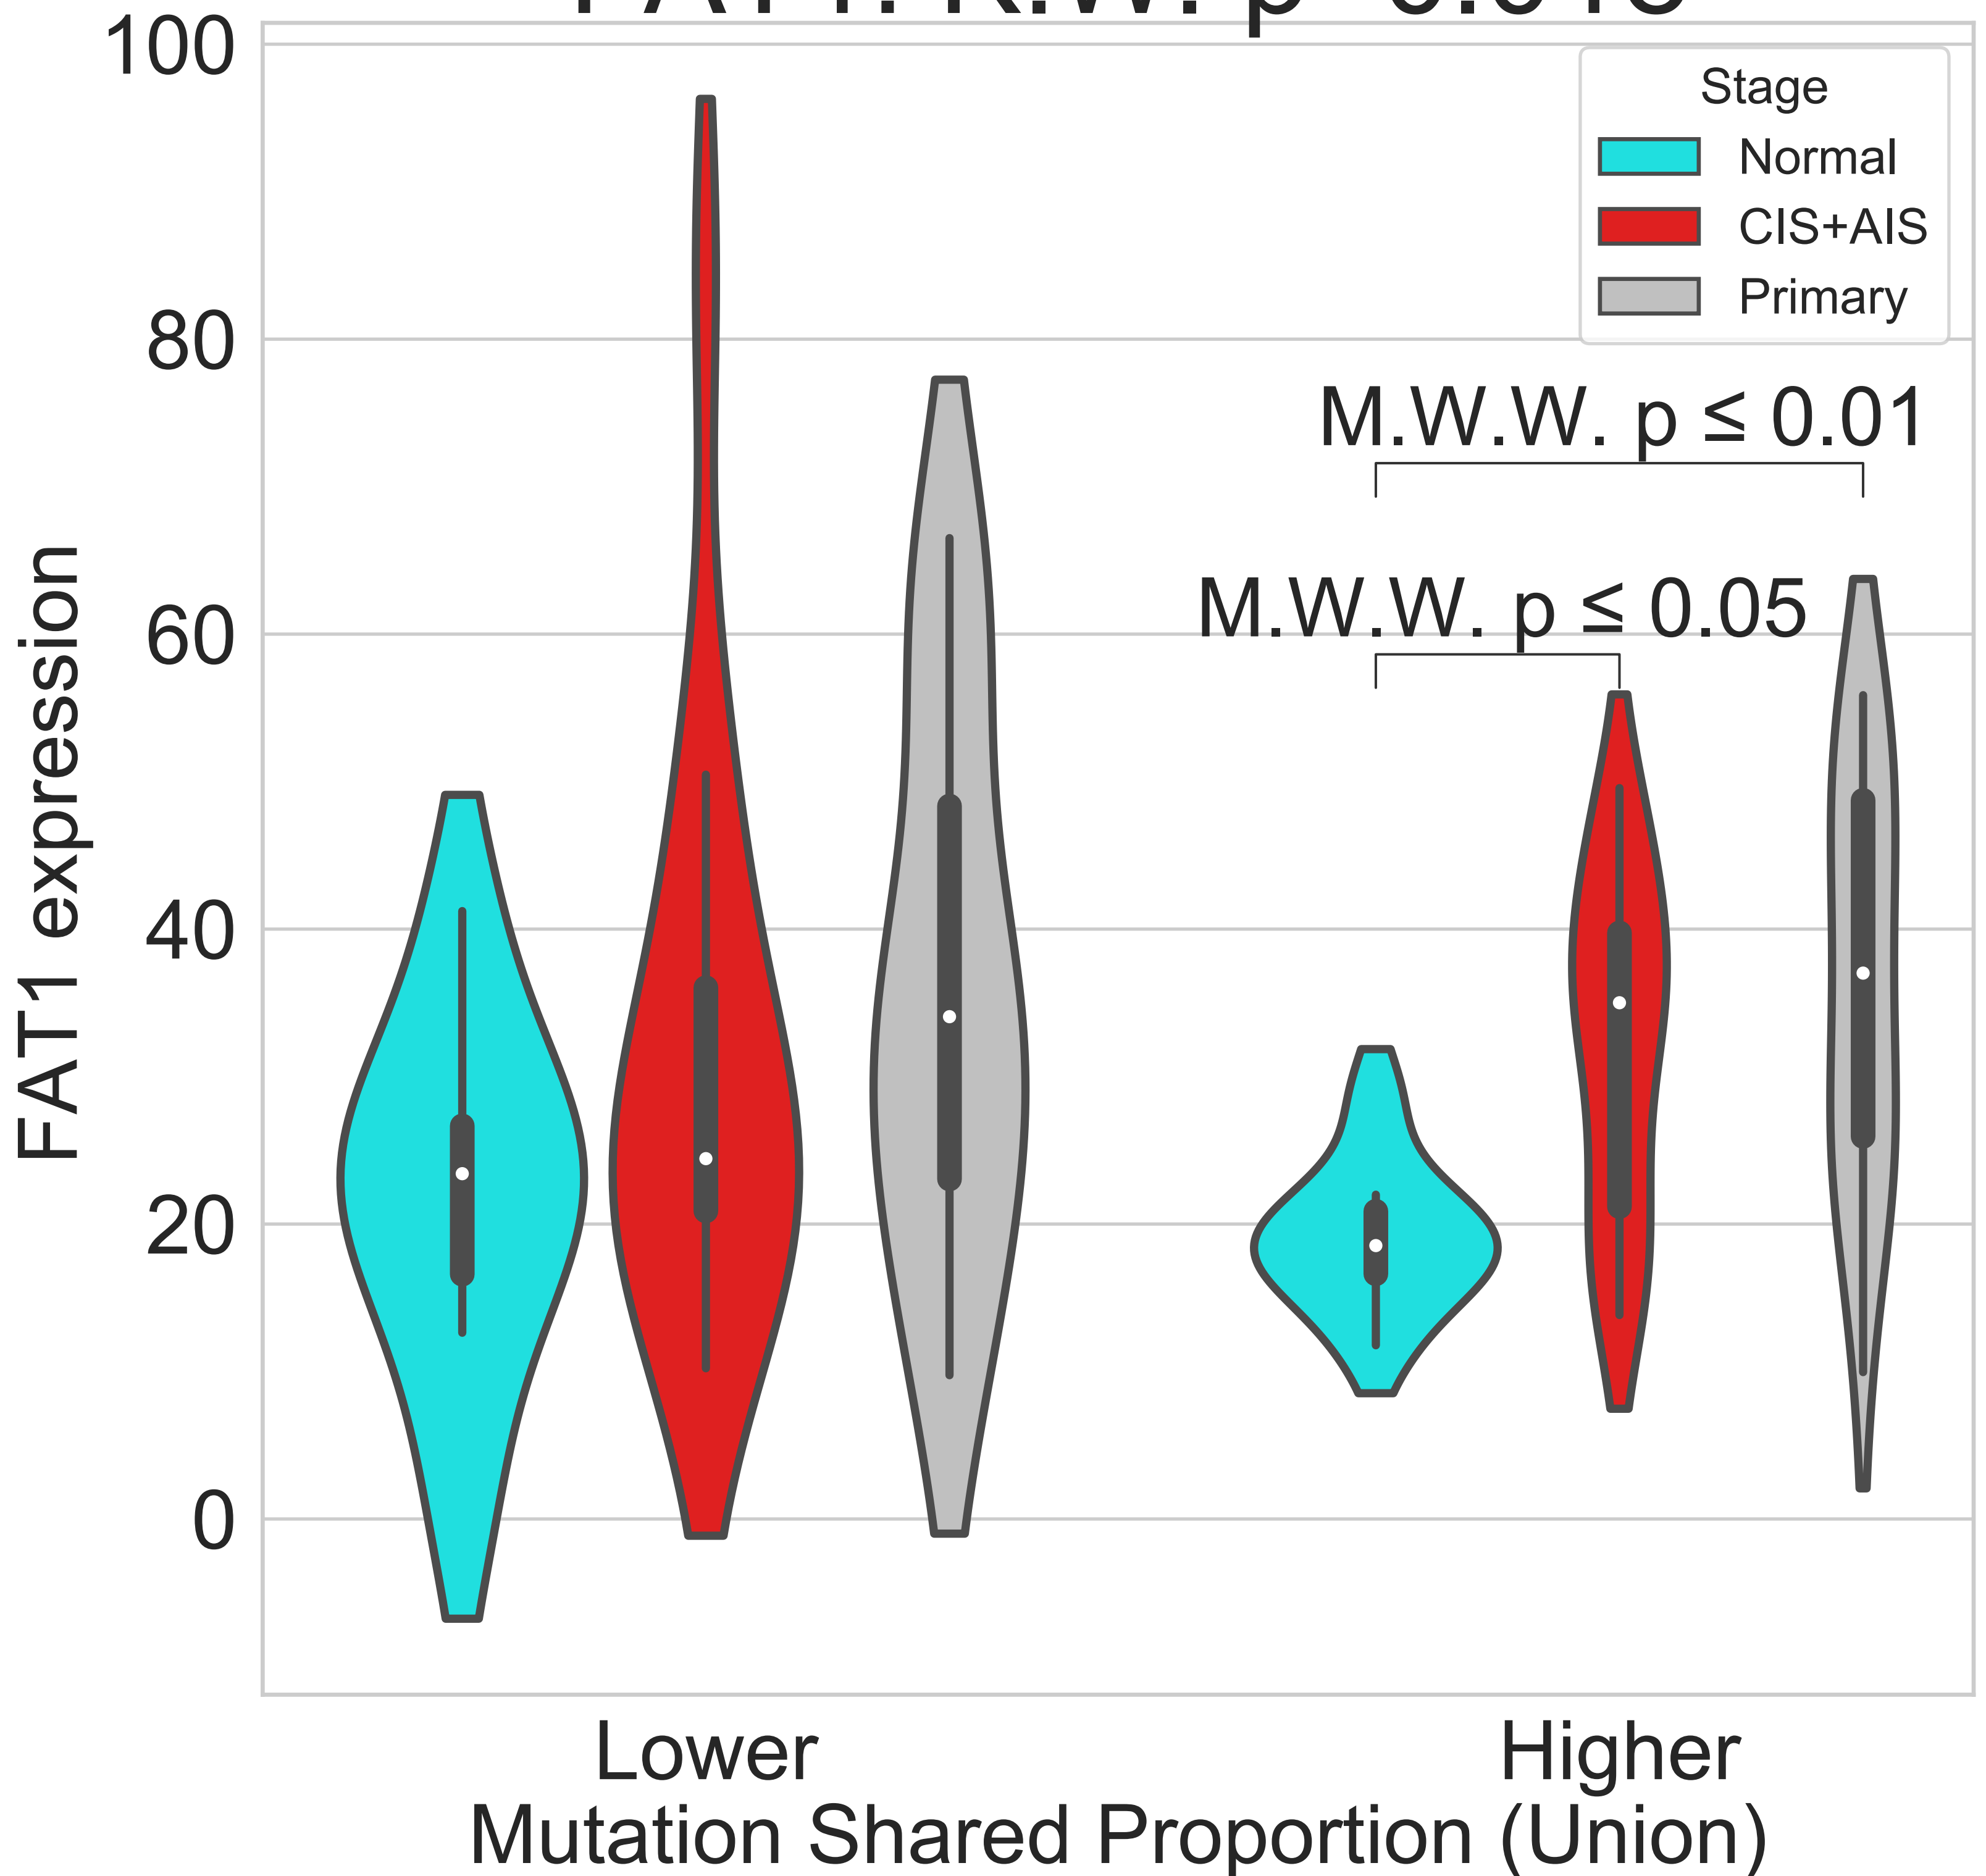 100
80
60
40
20
0
FAT1 expression
Stage
Normal
CIS+AIS
Primary
M.W.W. p ≤ 0.01
M.W.W. p ≤ 0.05
Lower
Higher
Mutation Shared Proportion (Union)